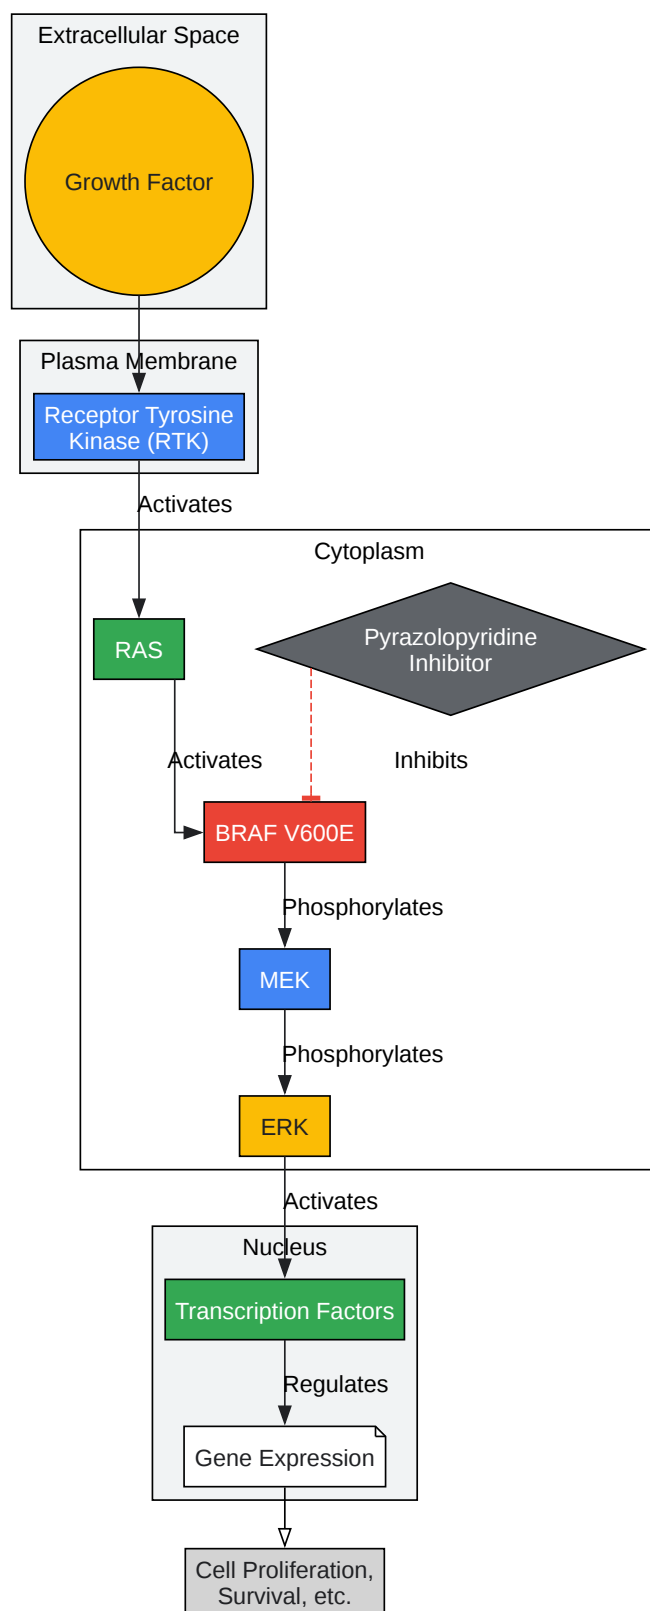 Extracellular Space
Growth Factor
Plasma Membrane
Receptor Tyrosine
Kinase (RTK)
Activates
Cytoplasm
RAS
Pyrazolopyridine
Inhibitor
Activates
Inhibits
BRAF V600E
Phosphorylates
MEK
Phosphorylates
ERK
Activates
Nucleus
Transcription Factors
Regulates
Gene Expression
Cell Proliferation,
Survival, etc.